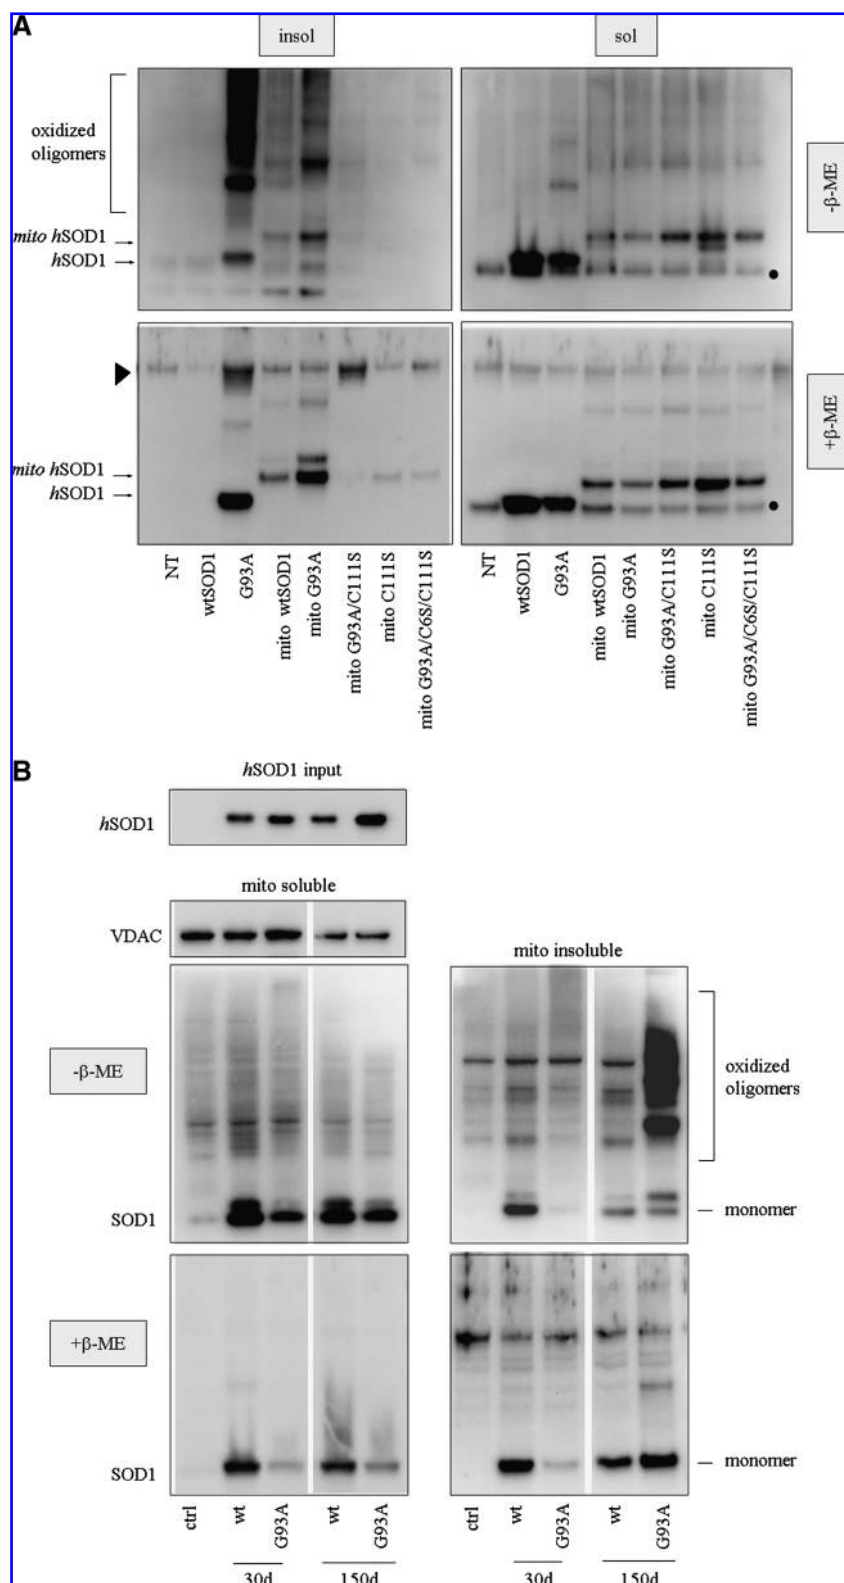 A
insol
sol
oxidized
oligomers
mito hSOD1
hSOD1
-β-ME
mito hSOD1
hSOD1
+β-ME
NT
wtSOD1
G93A
mito wtSOD1
mito G93A
mito G93A/C111S
mito C111S
mito G93A/C6S/C111S
NT
wtSOD1
G93A
mito wtSOD1
mito G93A
mito G93A/C111S
mito C111S
mito G93A/C6S/C111S
B
hSOD1 input
hSOD1
mito soluble
VDAC
mito insoluble
-β-ME
oxidized
oligomers
SOD1
monomer
+β-ME
SOD1
monomer
ctrl
wt
G93A
wt
G93A
ctrl
wt
G93A
wt
G93A
30d
150d
30d
150d